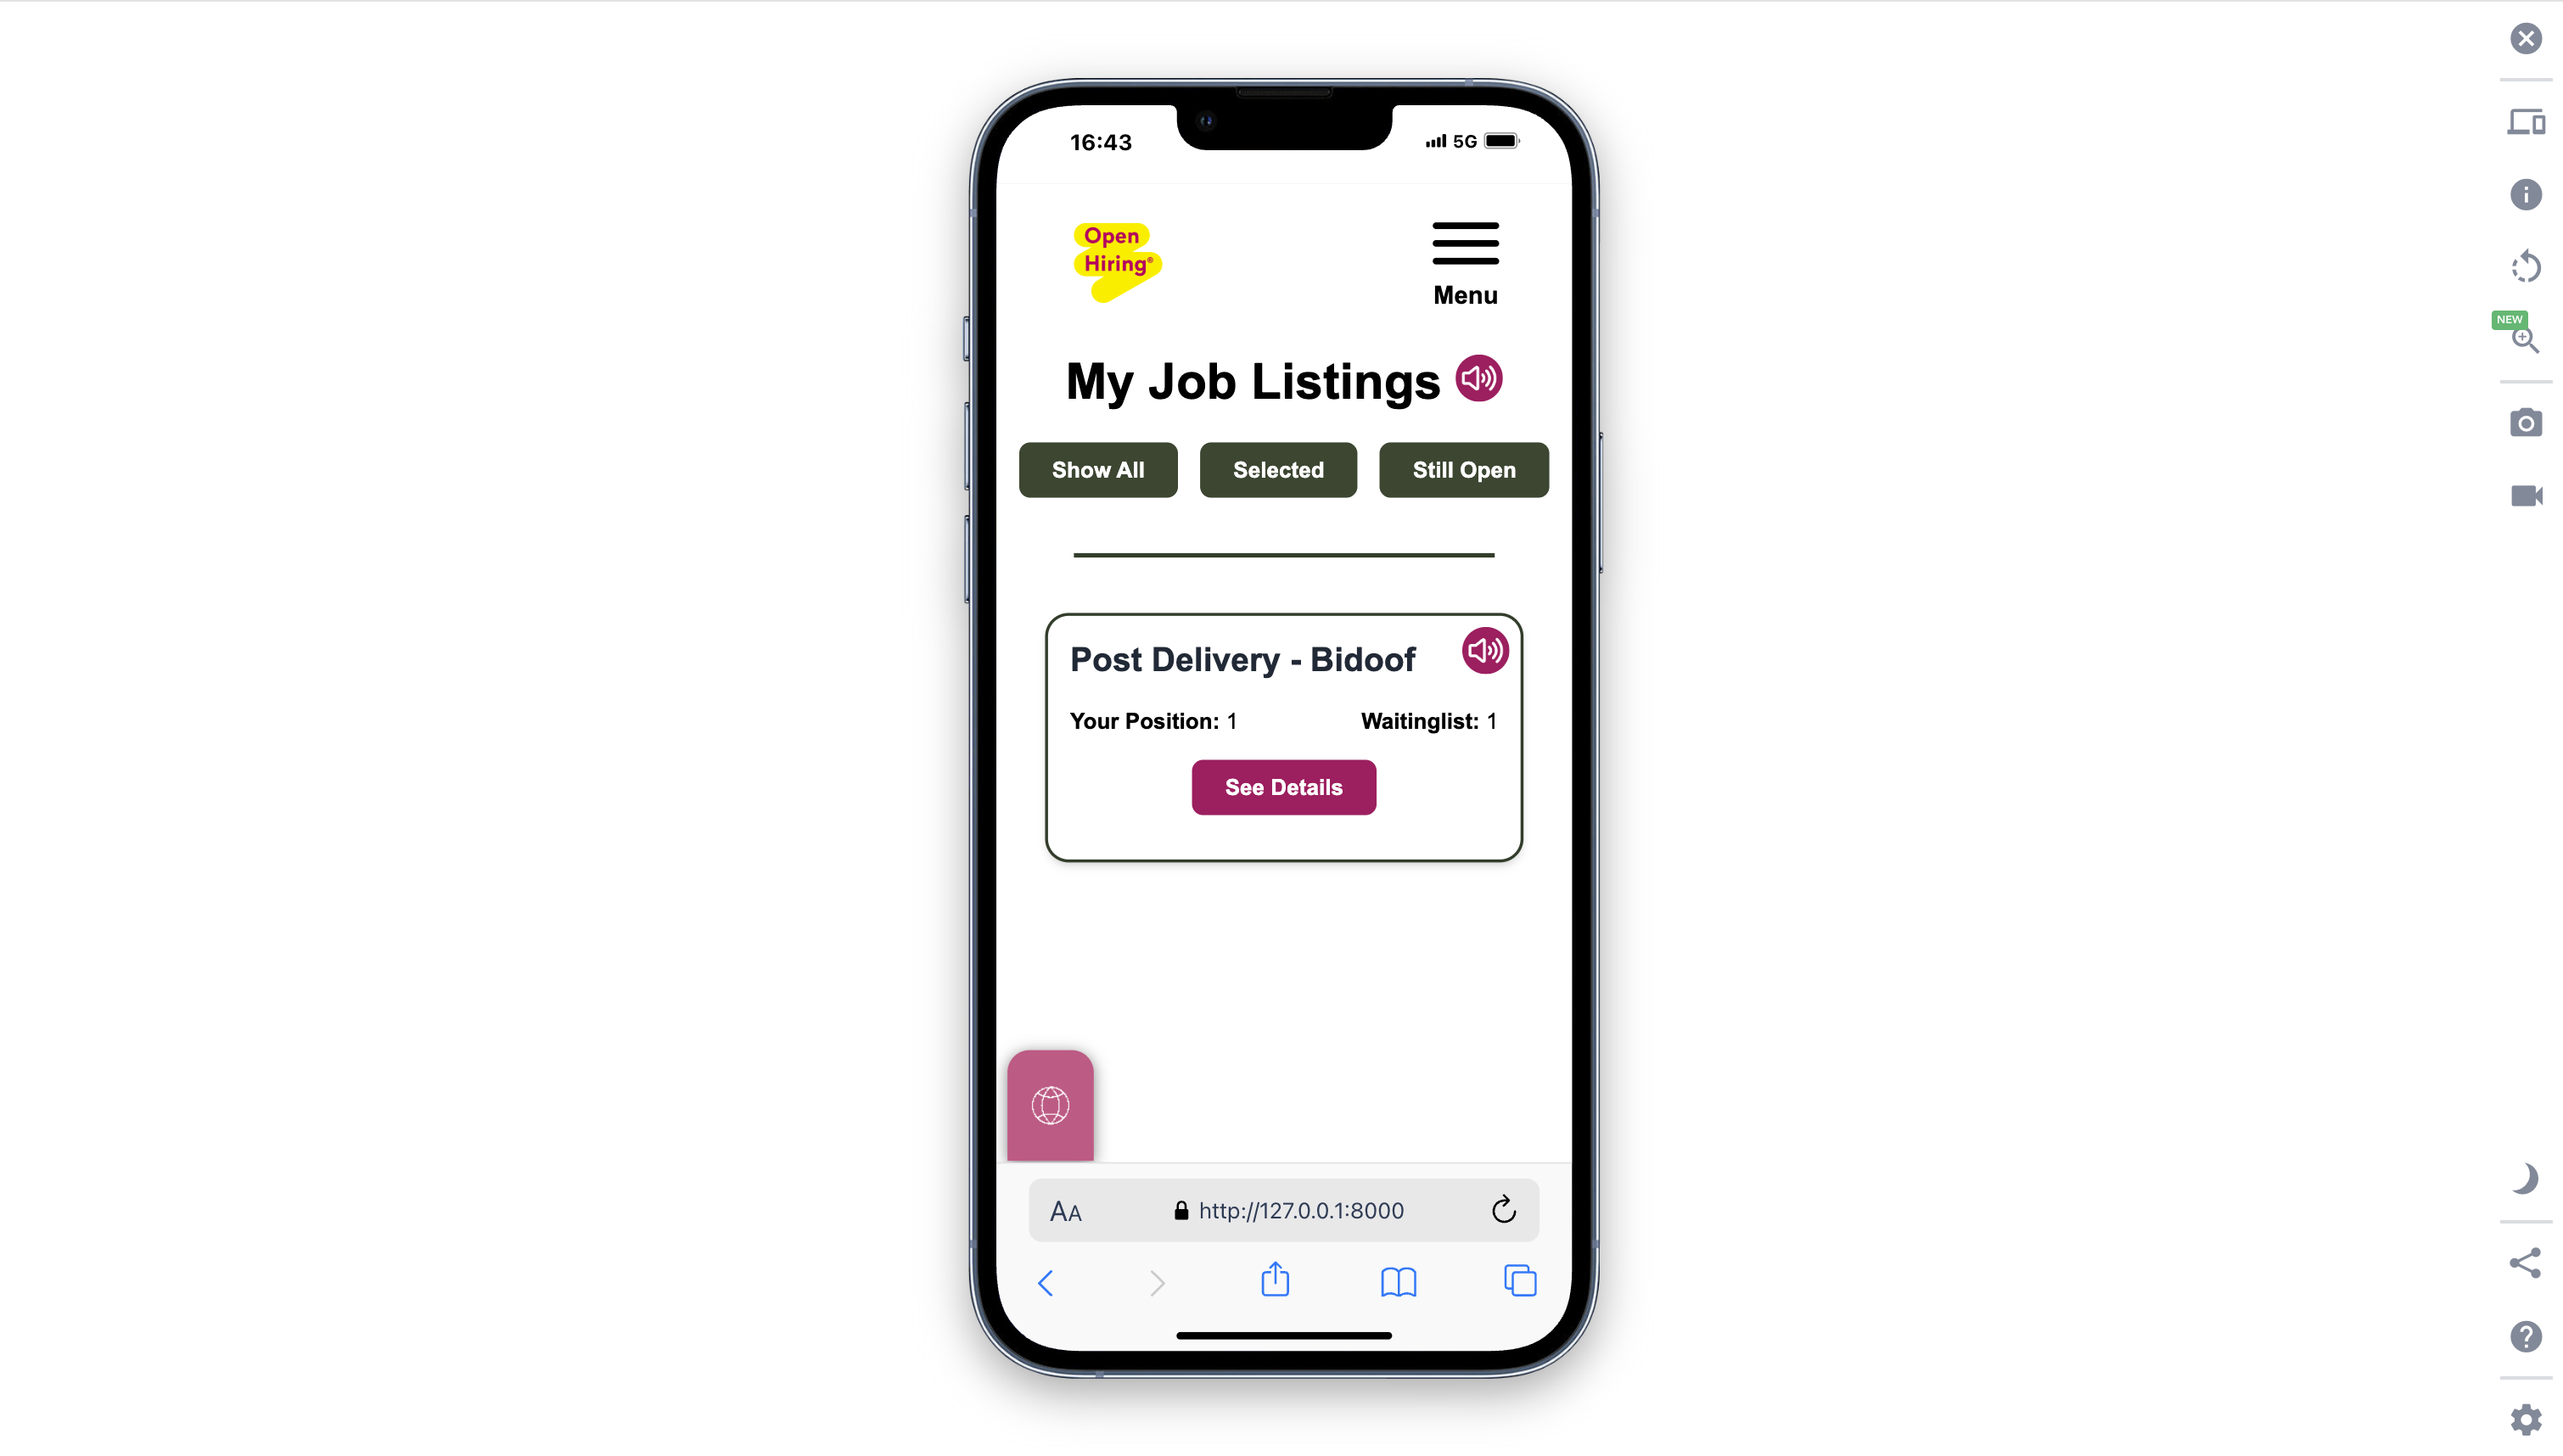 16:43
5G
NEW
Open
Hiring®
Menu
My Job Listings
Show All
Selected
Still Open
Post Delivery - Bidoof
Your Position: 1
Waitinglist: 1
See Details
AA
http://127.0.0.1:8000